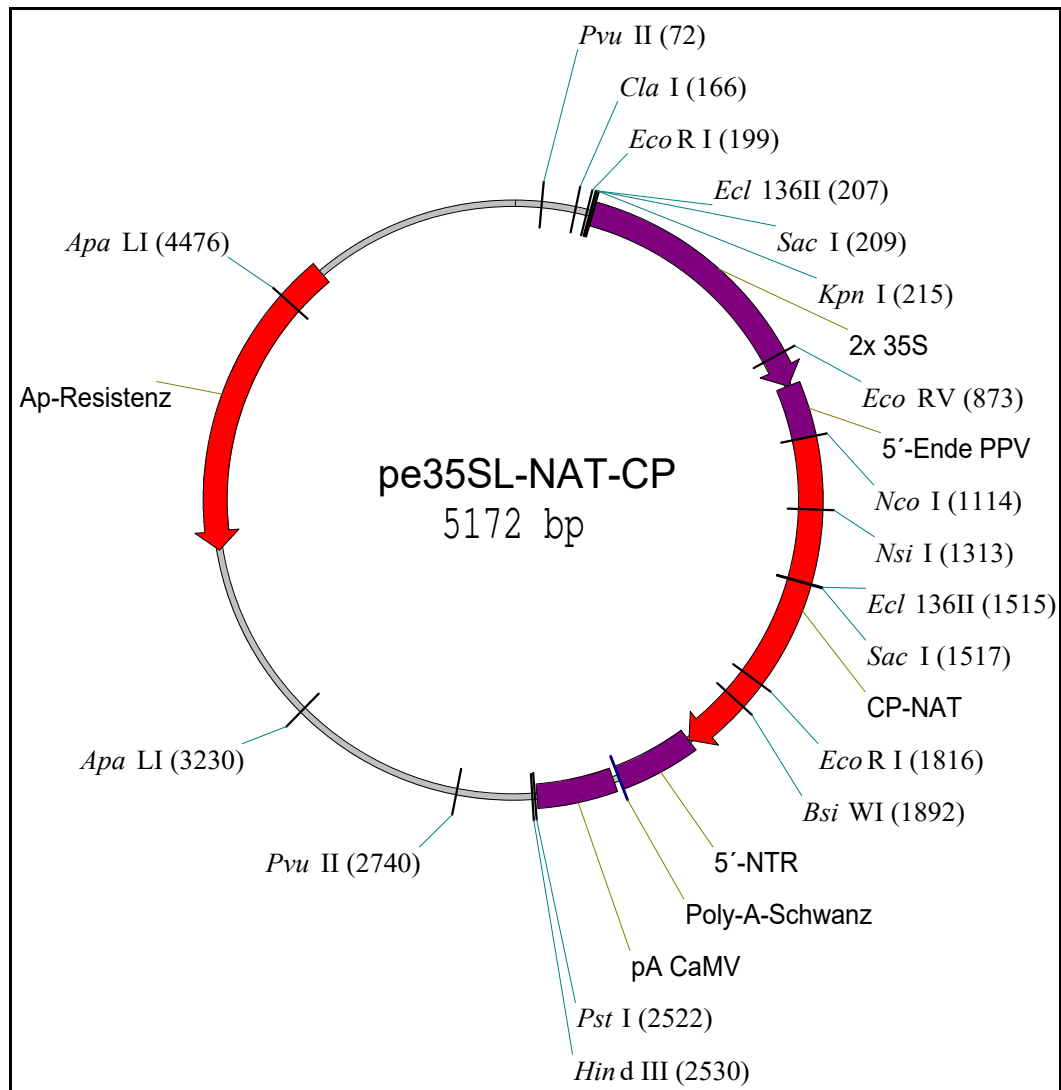 Pvu II (72)
Cla I (166)
Eco R I (199)
Ecl 136II (207)
Sac I (209)
Kpn I (215)
2x 35S
Eco RV (873)
5´-Ende PPV
Nco I (1114)
Nsi I (1313)
Ecl 136II (1515)
Sac I (1517)
CP-NAT
Eco R I (1816)
Bsi WI (1892)
5´-NTR
Poly-A-Schwanz
pA CaMV
Pst I (2522)
Hin d III (2530)
Pvu II (2740)
Apa LI (3230)
Ap-Resistenz
Apa LI (4476)
pe35SL-NAT-CP
5172 bp